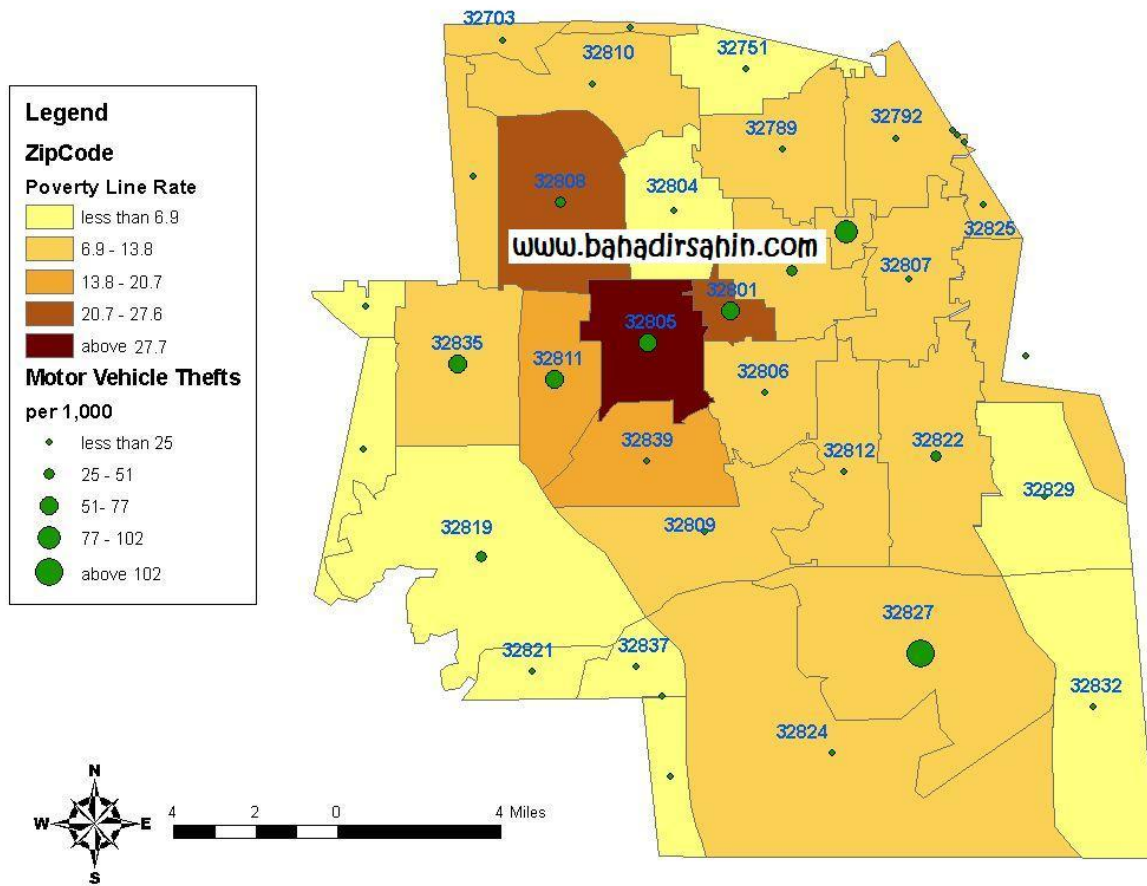 32703
32810
32751
32792
32789
Legend
ZipCode
Poverty Line Rate
less than 6.9
6.9 - 13.8
13.8 - 20.7
20.7 - 27.6
above 27.7
Motor Vehicle Thefts
per 1,000
less than 25
25 - 51
51- 77
77 - 102
above 102
32808
32804
32825
www.bahadirsahin.com
32807
32801
32805
32835
32811
32806
32839
32812
32822
32829
32809
32819
32827
32821
32837
32832
32824
N
W
E
S
4 2 0 4 Miles